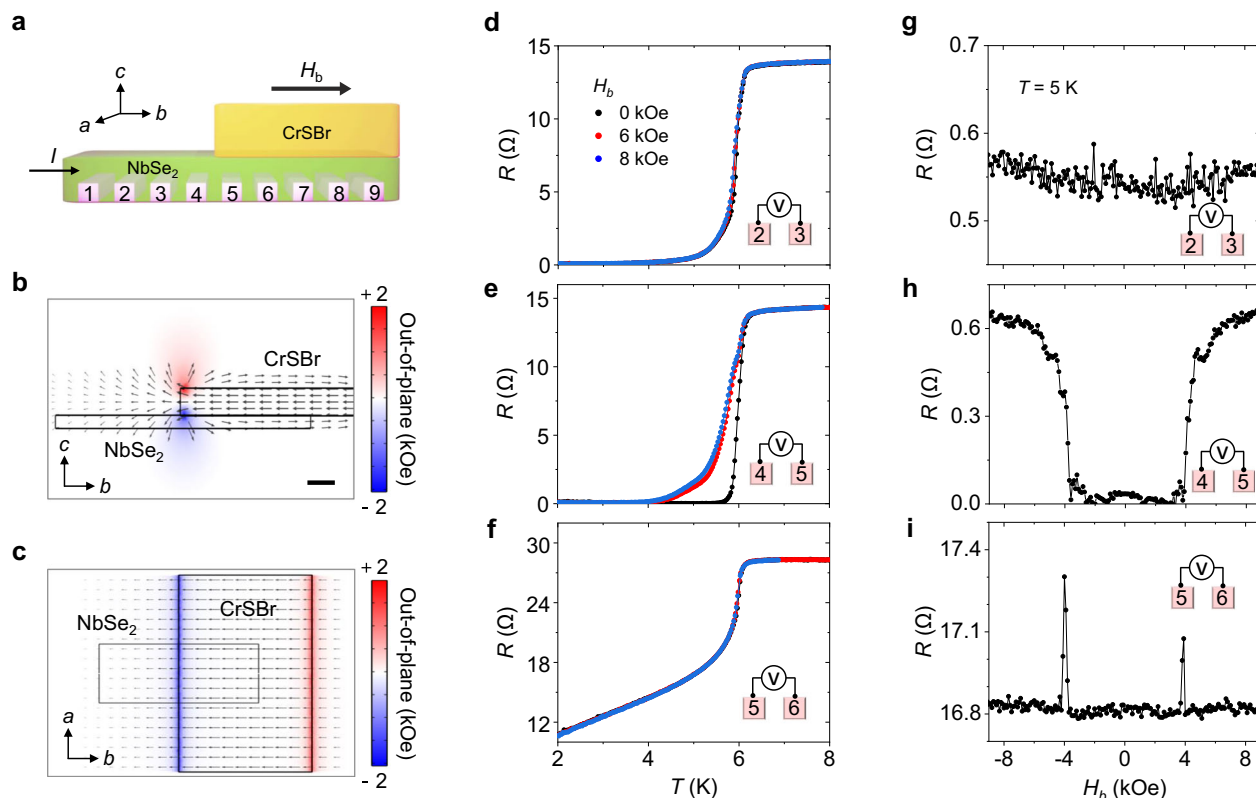 a
c
b
a
H_b
CrSBr
I
NbSe₂
1 2 3 4 5 6 7 8 9
b
+ 2
CrSBr
NbSe₂
c
b
Out-of-plane (kOe)
- 2
c
+ 2
NbSe₂
CrSBr
a
b
Out-of-plane (kOe)
- 2
d
15
10
5
0
R (Ω)
H_b
0 kOe
6 kOe
8 kOe
V
2 3
e
15
10
5
0
R (Ω)
V
4 5
f
30
24
18
12
R (Ω)
V
5 6
2 4 6 8
T (K)
g
0.7
0.6
0.5
R (Ω)
T = 5 K
V
2 3
h
0.6
0.3
0.0
R (Ω)
V
4 5
i
17.4
17.1
16.8
R (Ω)
V
5 6
-8 -4 0 4 8
H_b (kOe)